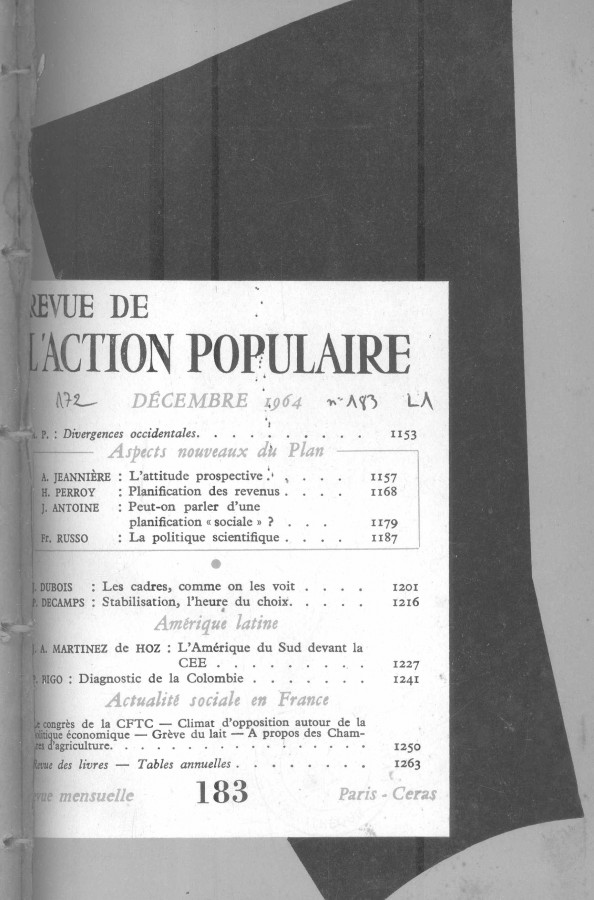 REVUE DE
L'ACTION POPULAIRE
172 DÉCEMBRE 1964 n° 183 L1
P. : Divergences occidentales. . . . . . . . . . 1153
Aspects nouveaux du Plan
A. JEANNIÈRE : L'attitude prospective . . . . . 1157
H. PERROY : Planification des revenus . . . . 1168
J. ANTOINE : Peut-on parler d'une
planification « sociale » ? . . . 1179
Fr. RUSSO : La politique scientifique . . . . 1187
J. DUBOIS : Les cadres, comme on les voit . . . . 1201
P. DECAMPS : Stabilisation, l'heure du choix. . . . . 1216
Amérique latine
J. A. MARTINEZ de HOZ : L'Amérique du Sud devant la
CEE . . . . . . . . . . 1227
P. BIGO : Diagnostic de la Colombie . . . . . . . 1241
Actualité sociale en France
Le congrès de la CFTC — Climat d'opposition autour de la
politique économique — Grève du lait — A propos des Cham-
bres d'agriculture. . . . . . . . . . . . . . . . . 1250
Revue des livres — Tables annuelles . . . . . . . . 1263
Revue mensuelle 183 Paris - Ceras